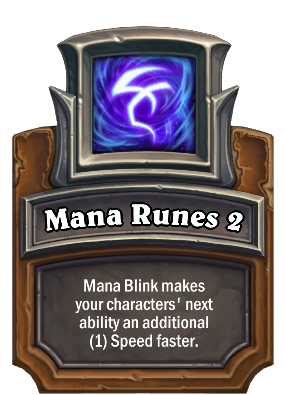 Mana Runes 2
Mana Blink makes
your characters' next
ability an additional
(1) Speed faster.